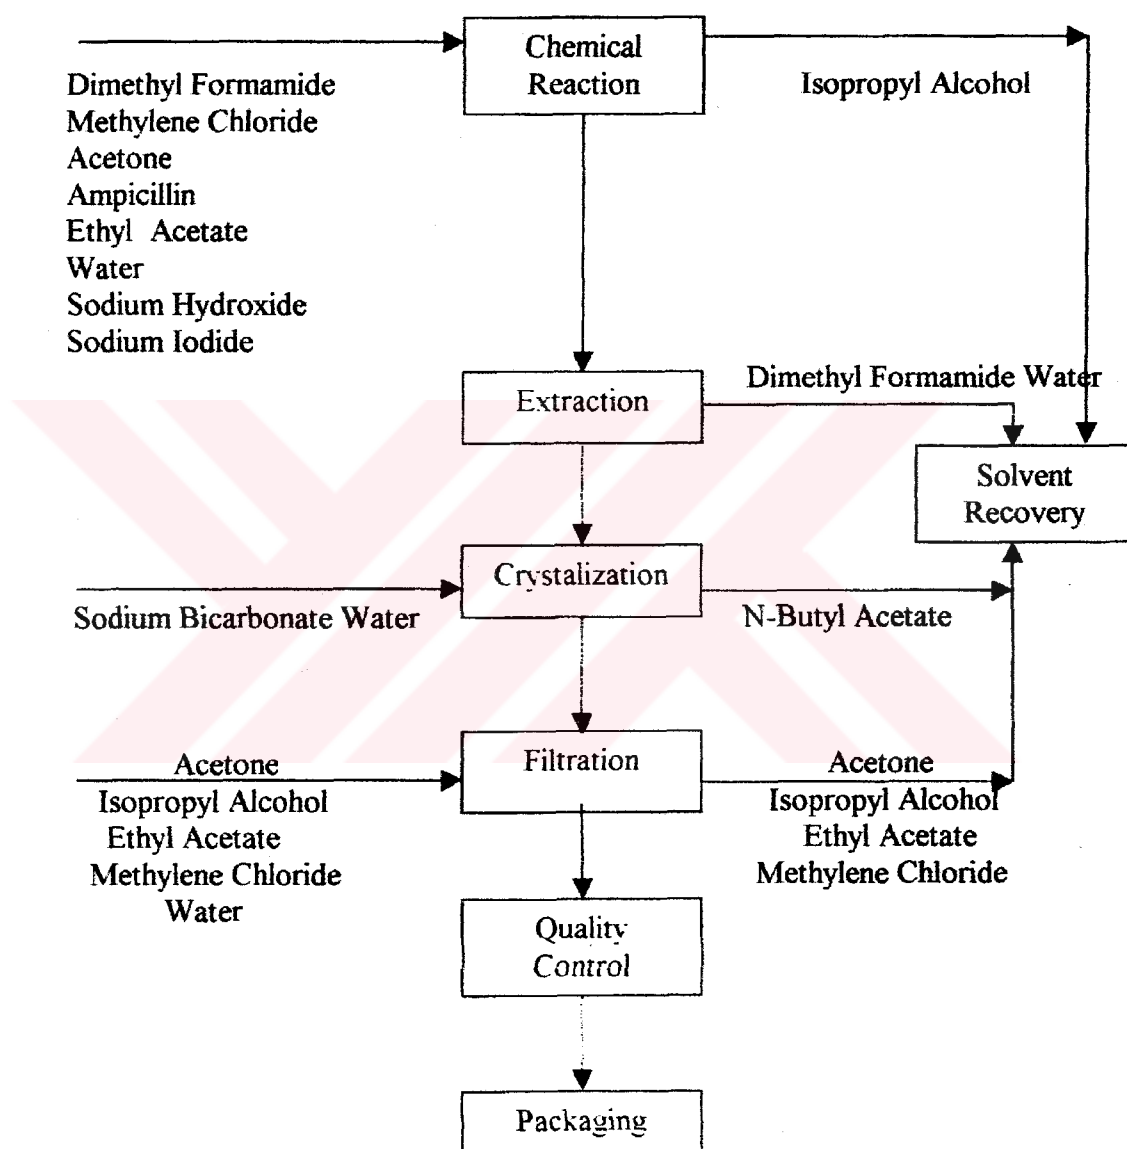 Chemical
Reaction
Dimethyl Formamide
Methylene Chloride
Acetone
Ampicillin
Ethyl Acetate
Water
Sodium Hydroxide
Sodium Iodide
Isopropyl Alcohol
Extraction
Dimethyl Formamide Water
Solvent
Recovery
Crystalization
Sodium Bicarbonate Water
N-Butyl Acetate
Filtration
Acetone
Isopropyl Alcohol
Ethyl Acetate
Methylene Chloride
Water
Acetone
Isopropyl Alcohol
Ethyl Acetate
Methylene Chloride
Quality
Control
Packaging